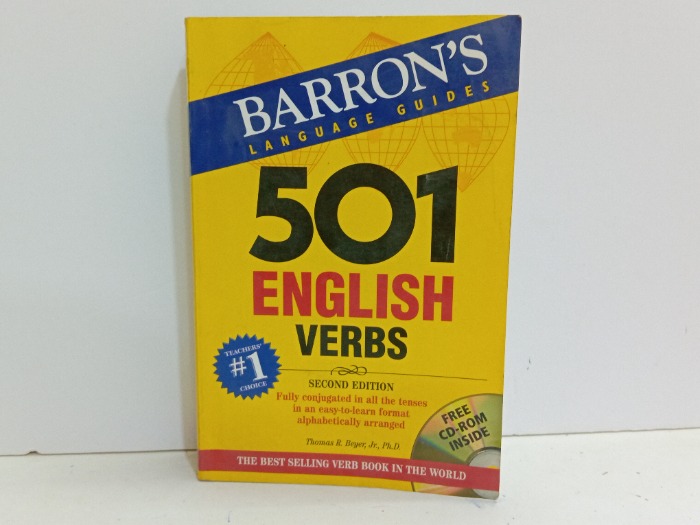 BARRON'S
LANGUAGE GUIDES
501
ENGLISH
VERBS
TEACHERS'
#1
CHOICE
SECOND EDITION
Fully conjugated in all the tenses
in an easy-to-learn format
alphabetically arranged
Thomas R. Beyer, Jr., Ph.D.
FREE
CD-ROM
INSIDE
THE BEST SELLING VERB BOOK IN THE WORLD